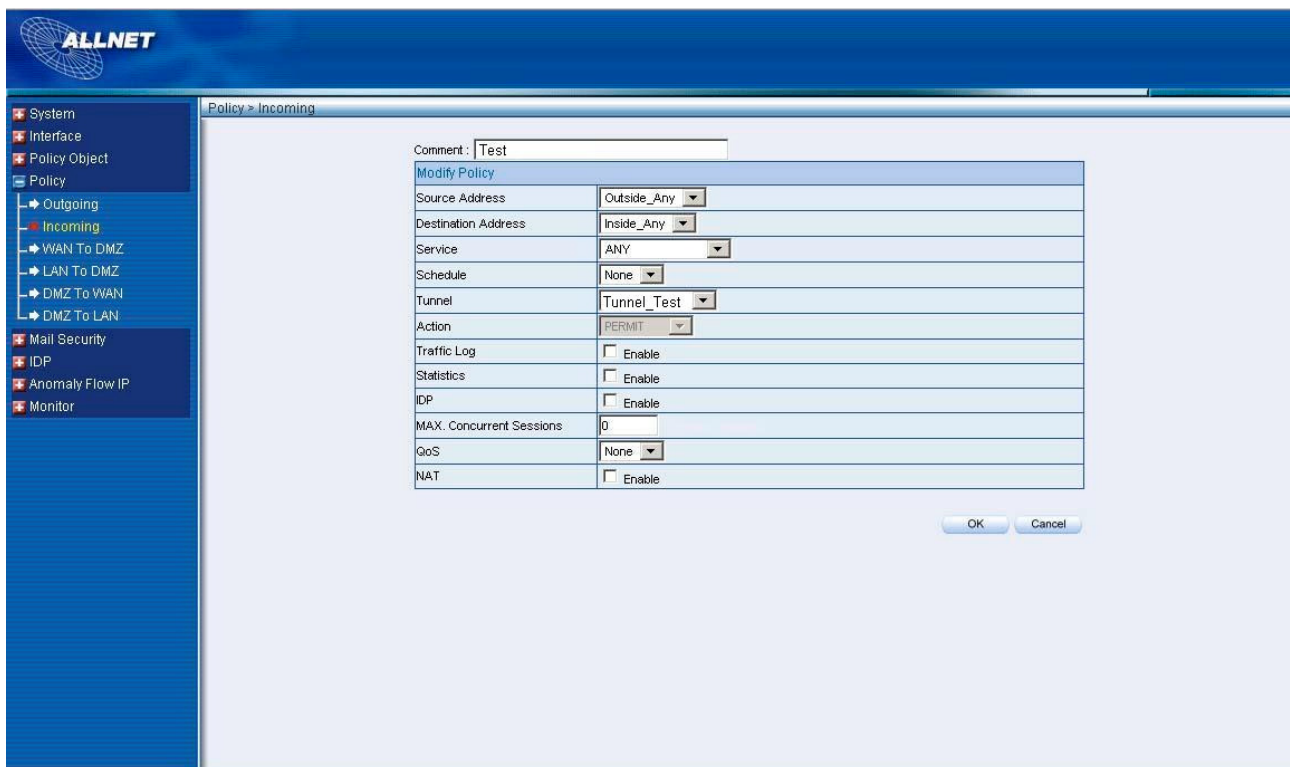 ALLNET
System
Interface
Policy Object
Policy
Outgoing
Incoming
WAN To DMZ
LAN To DMZ
DMZ To WAN
DMZ To LAN
Mail Security
IDP
Anomaly Flow IP
Monitor
Policy > Incoming
Comment : Test
Modify Policy
Source Address Outside_Any
Destination Address Inside_Any
Service ANY
Schedule None
Tunnel Tunnel_Test
Action PERMIT
Traffic Log Enable
Statistics Enable
IDP Enable
MAX. Concurrent Sessions 0
QoS None
NAT Enable
OK Cancel